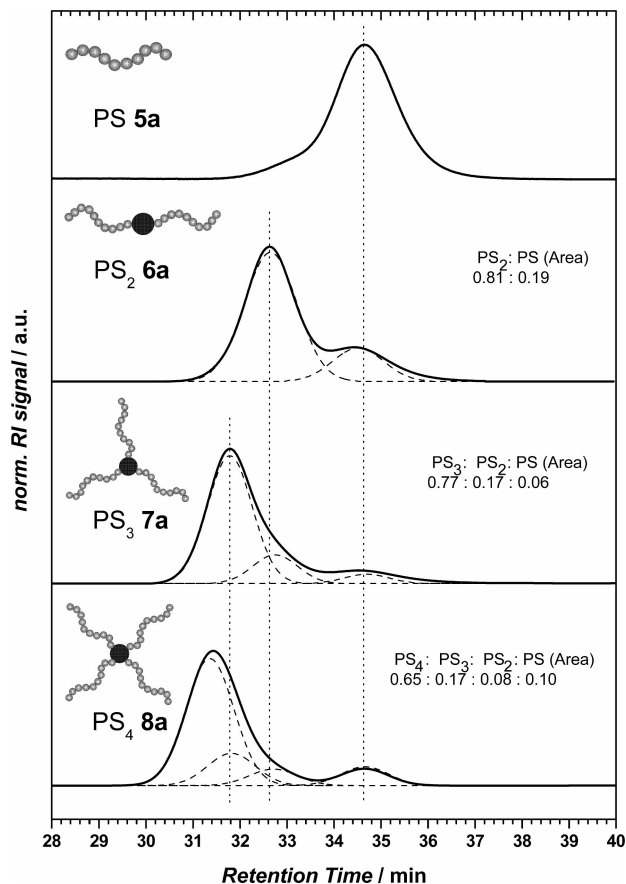 PS 5a
PS2 6a
PS2: PS (Area)
0.81 : 0.19
PS3 7a
PS3: PS2: PS (Area)
0.77 : 0.17 : 0.06
PS4 8a
PS4: PS3: PS2: PS (Area)
0.65 : 0.17 : 0.08 : 0.10
norm. RI signal / a.u.
28 29 30 31 32 33 34 35 36 37 38 39 40
Retention Time / min